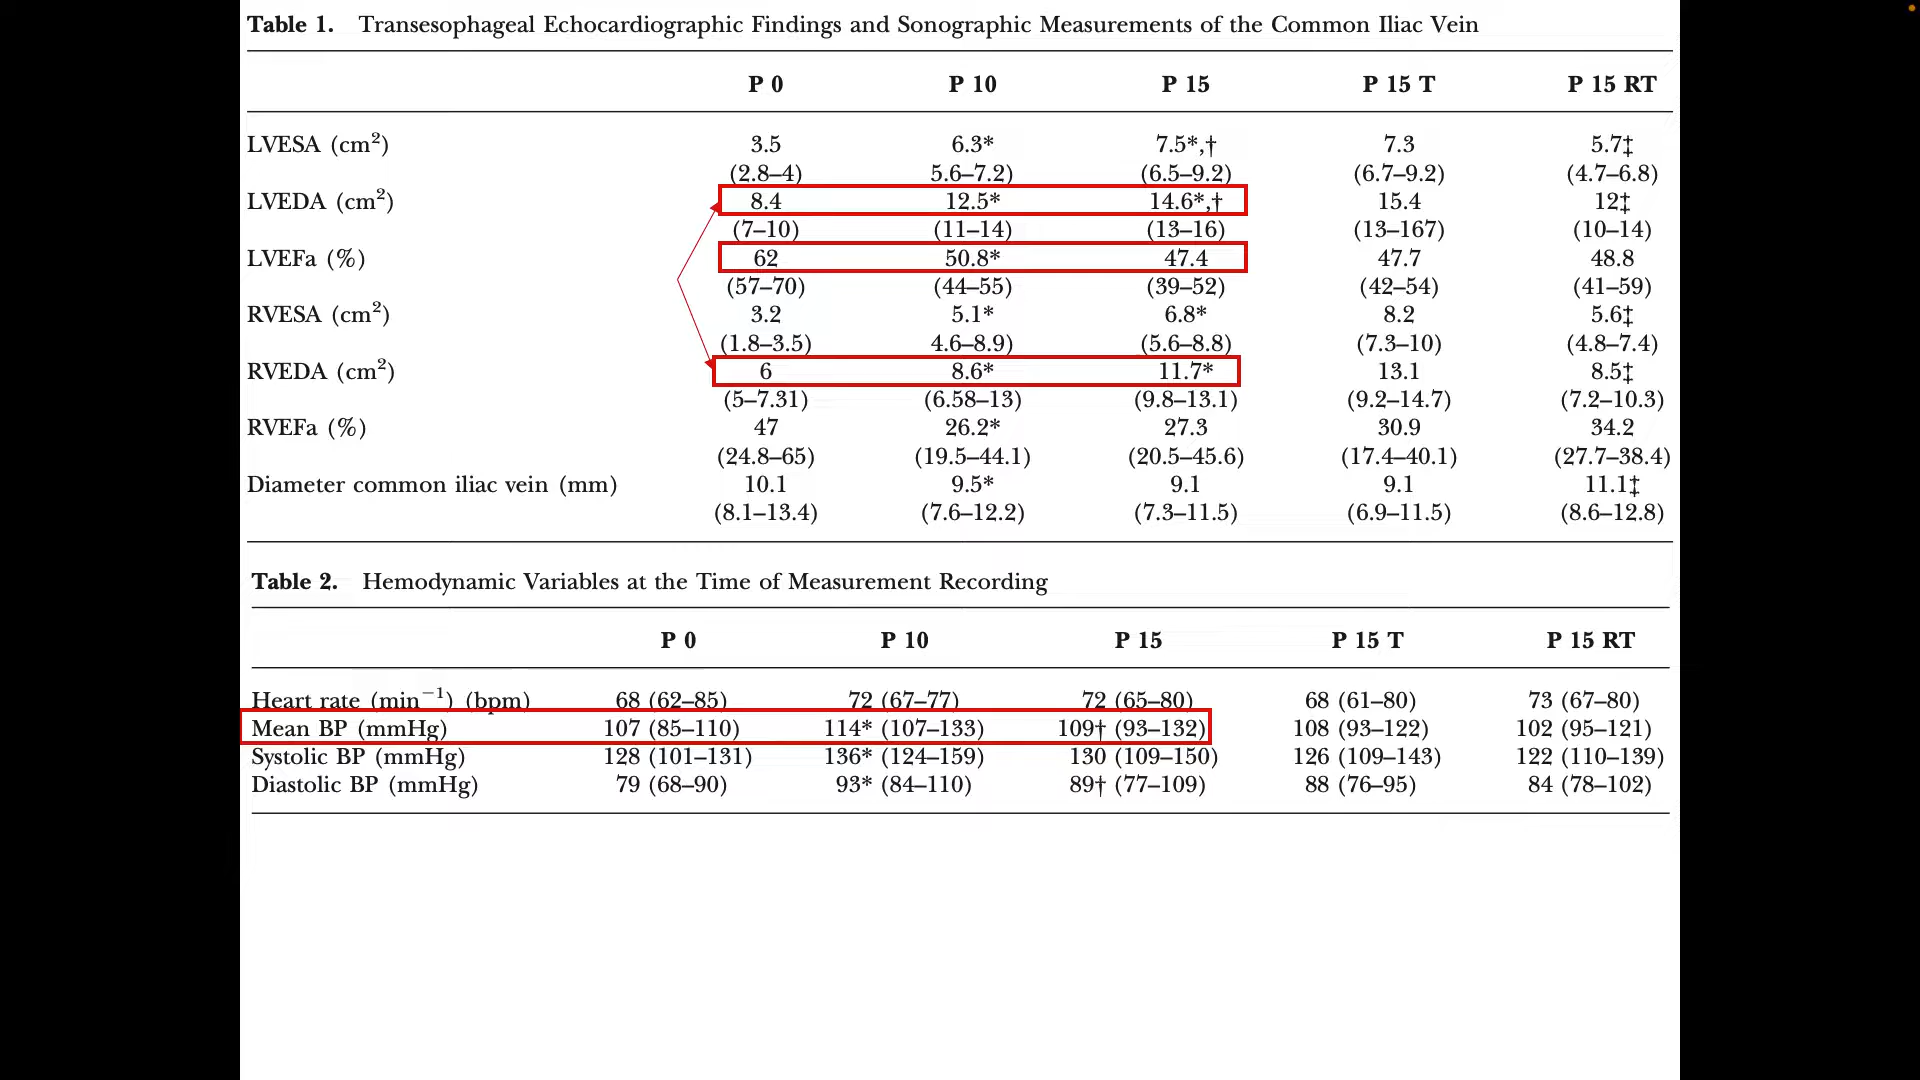 Table 1. Transesophageal Echocardiographic Findings and Sonographic Measurements of the Common Iliac Vein
P 0 P 10 P 15 P 15 T P 15 RT
LVESA (cm²) 3.5 6.3* 7.5*,† 7.3 5.7‡
(2.8–4) 5.6–7.2) (6.5–9.2) (6.7–9.2) (4.7–6.8)
LVEDA (cm²) 8.4 12.5* 14.6*,† 15.4 12‡
(7–10) (11–14) (13–16) (13–167) (10–14)
LVEFa (%) 62 50.8* 47.4 47.7 48.8
(57–70) (44–55) (39–52) (42–54) (41–59)
RVESA (cm²) 3.2 5.1* 6.8* 8.2 5.6‡
(1.8–3.5) 4.6–8.9) (5.6–8.8) (7.3–10) (4.8–7.4)
RVEDA (cm²) 6 8.6* 11.7* 13.1 8.5‡
(5–7.31) (6.58–13) (9.8–13.1) (9.2–14.7) (7.2–10.3)
RVEFa (%) 47 26.2* 27.3 30.9 34.2
(24.8–65) (19.5–44.1) (20.5–45.6) (17.4–40.1) (27.7–38.4)
Diameter common iliac vein (mm) 10.1 9.5* 9.1 9.1 11.1‡
(8.1–13.4) (7.6–12.2) (7.3–11.5) (6.9–11.5) (8.6–12.8)
Table 2. Hemodynamic Variables at the Time of Measurement Recording
P 0 P 10 P 15 P 15 T P 15 RT
Heart rate (min⁻¹) (bpm) 68 (62–85) 72 (67–77) 72 (65–80) 68 (61–80) 73 (67–80)
Mean BP (mmHg) 107 (85–110) 114* (107–133) 109† (93–132) 108 (93–122) 102 (95–121)
Systolic BP (mmHg) 128 (101–131) 136* (124–159) 130 (109–150) 126 (109–143) 122 (110–139)
Diastolic BP (mmHg) 79 (68–90) 93* (84–110) 89† (77–109) 88 (76–95) 84 (78–102)